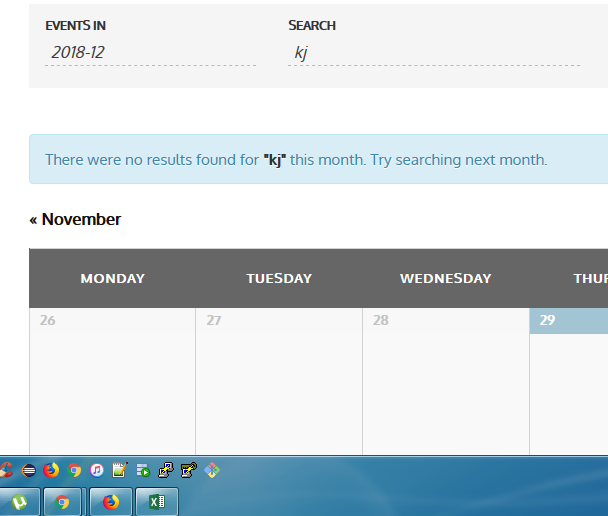 EVENTS IN SEARCH
2018-12 kj
There were no results found for "kj" this month. Try searching next month.
« November
MONDAY TUESDAY WEDNESDAY THUR
26 27 28 29